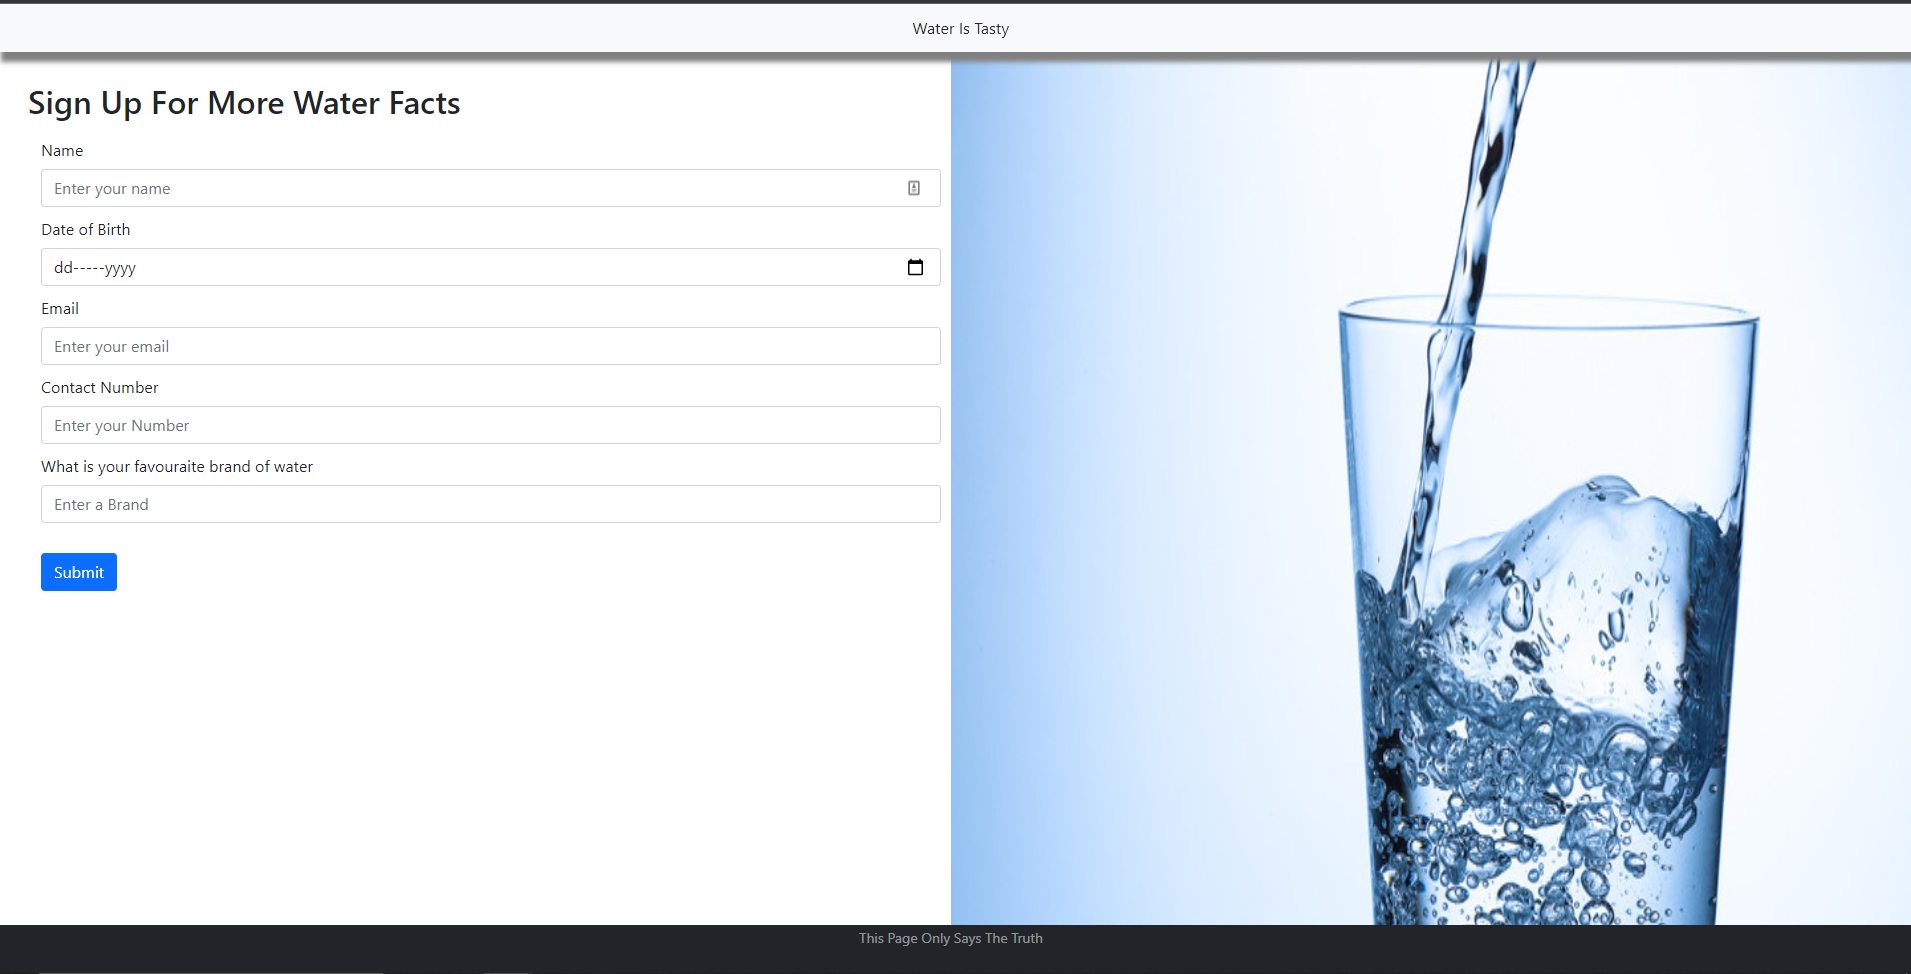 Water Is Tasty
Sign Up For More Water Facts
Name
Enter your name
Date of Birth
dd-----yyyy
Email
Enter your email
Contact Number
Enter your Number
What is your favouraite brand of water
Enter a Brand
Submit
This Page Only Says The Truth